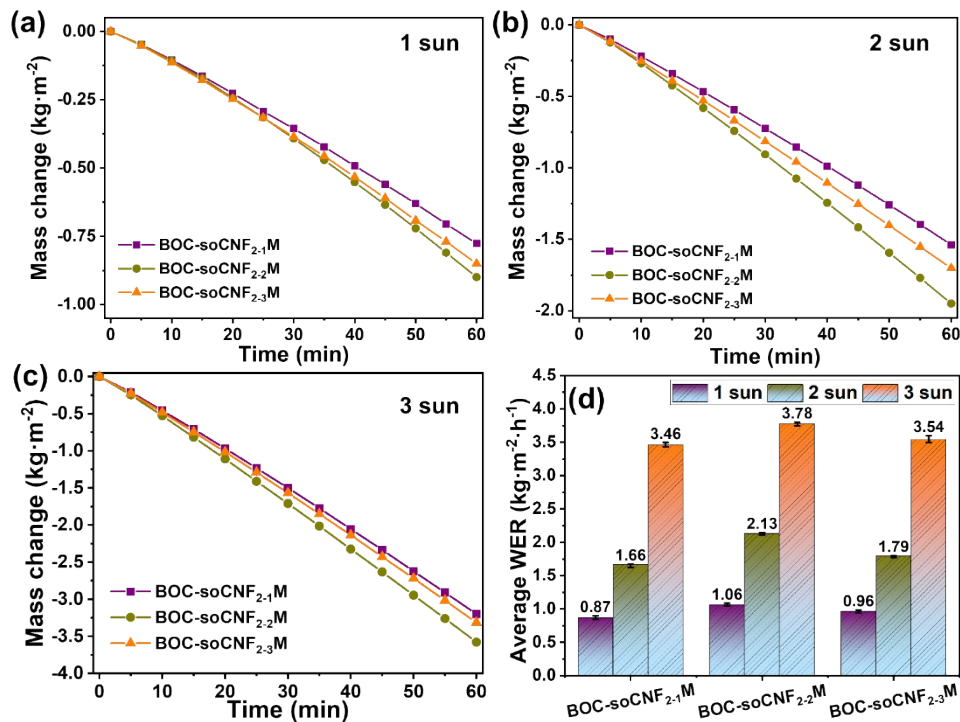 (a)
1 sun
0.00
-0.25
-0.50
-0.75
-1.00
Mass change (kg·m⁻²)
BOC-soCNF₂₋₁M
BOC-soCNF₂₋₂M
BOC-soCNF₂₋₃M
0 10 20 30 40 50 60
Time (min)
(b)
2 sun
0.0
-0.5
-1.0
-1.5
-2.0
Mass change (kg·m⁻²)
BOC-soCNF₂₋₁M
BOC-soCNF₂₋₂M
BOC-soCNF₂₋₃M
0 10 20 30 40 50 60
Time (min)
(c)
3 sun
0.0
-0.5
-1.0
-1.5
-2.0
-2.5
-3.0
-3.5
-4.0
Mass change (kg·m⁻²)
BOC-soCNF₂₋₁M
BOC-soCNF₂₋₂M
BOC-soCNF₂₋₃M
0 10 20 30 40 50 60
Time (min)
(d)
1 sun 2 sun 3 sun
4.5
4.0
3.5
3.0
2.5
2.0
1.5
1.0
0.5
0.0
Average WER (kg·m⁻²·h⁻¹)
0.87 1.66 3.46
1.06 2.13 3.78
0.96 1.79 3.54
BOC-soCNF₂₋₁M
BOC-soCNF₂₋₂M
BOC-soCNF₂₋₃M